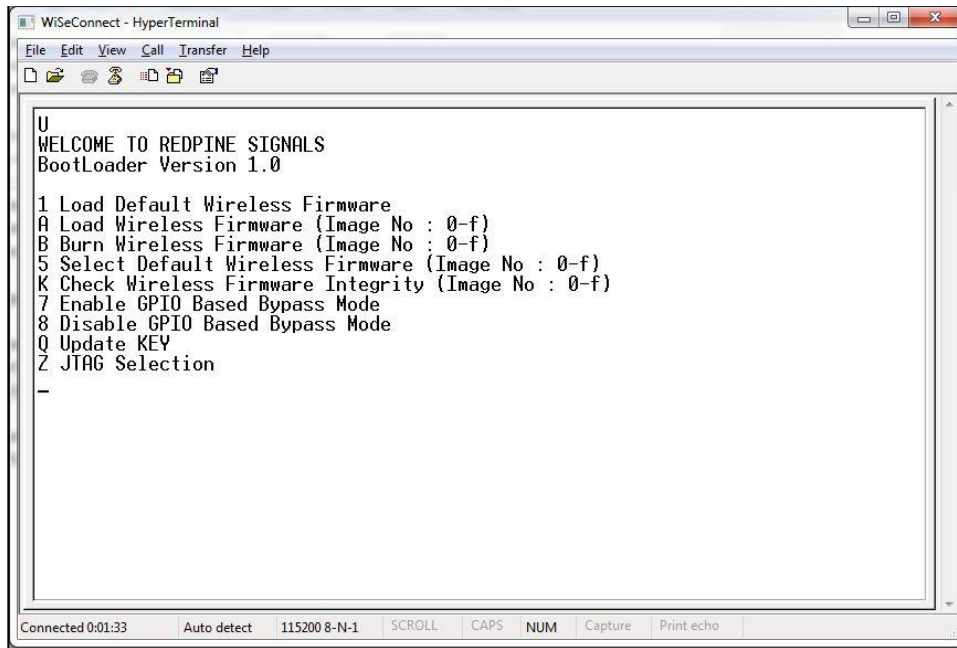 WiSeConnect - HyperTerminal
File Edit View Call Transfer Help
U
WELCOME TO REDPINE SIGNALS
BootLoader Version 1.0
1 Load Default Wireless Firmware
A Load Wireless Firmware (Image No : 0-f)
B Burn Wireless Firmware (Image No : 0-f)
5 Select Default Wireless Firmware (Image No : 0-f)
K Check Wireless Firmware Integrity (Image No : 0-f)
7 Enable GPIO Based Bypass Mode
8 Disable GPIO Based Bypass Mode
Q Update KEY
Z JTAG Selection
_
Connected 0:01:33 Auto detect 115200 8-N-1 SCROLL CAPS NUM Capture Print echo